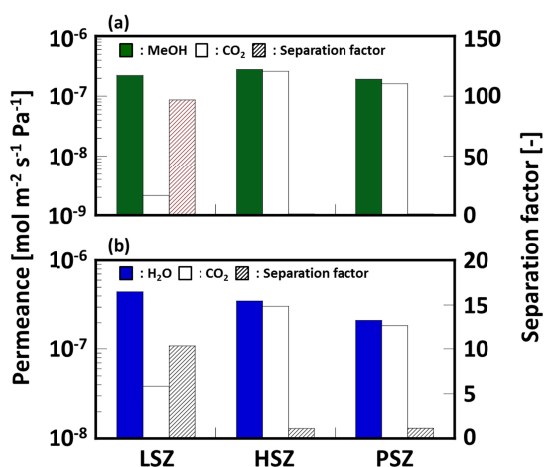 (a)
10⁻⁶
150
: MeOH : CO₂ : Separation factor
10⁻⁷
100
10⁻⁸
50
10⁻⁹
0
Permeance [mol m⁻² s⁻¹ Pa⁻¹]
Separation factor [-]
(b)
10⁻⁶
20
: H₂O : CO₂ : Separation factor
15
10⁻⁷
10
5
10⁻⁸
0
LSZ HSZ PSZ